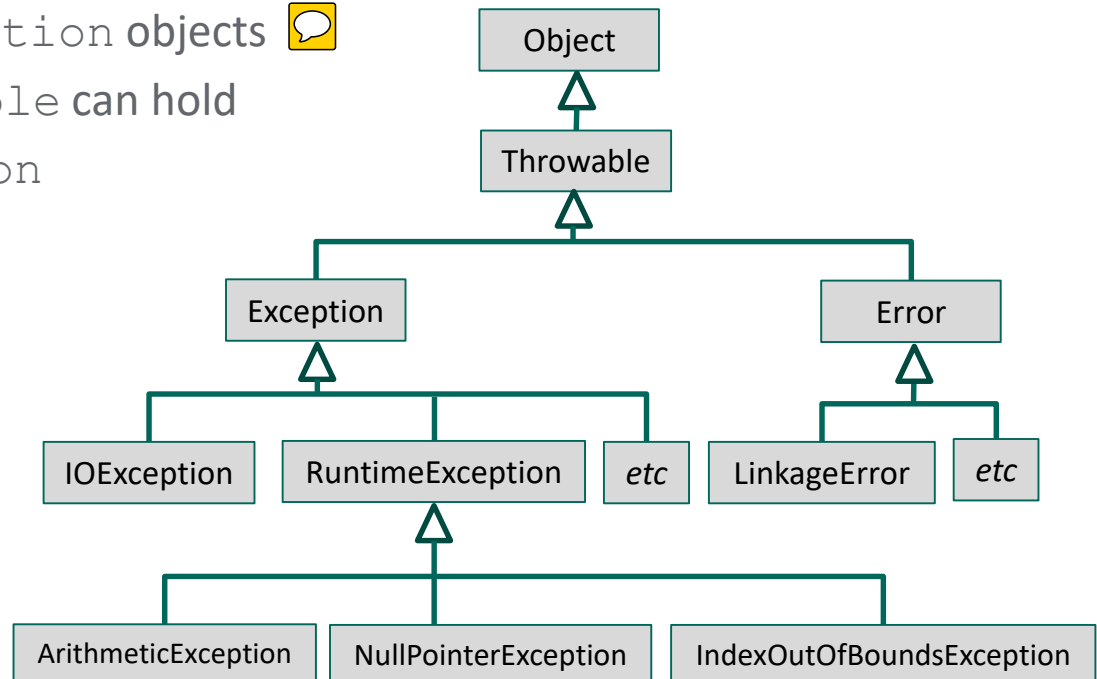 tion objects
le can hold
on
Object
Throwable
Exception
Error
IOException
RuntimeException
etc
LinkageError
etc
ArithmeticException
NullPointerException
IndexOutOfBoundsException